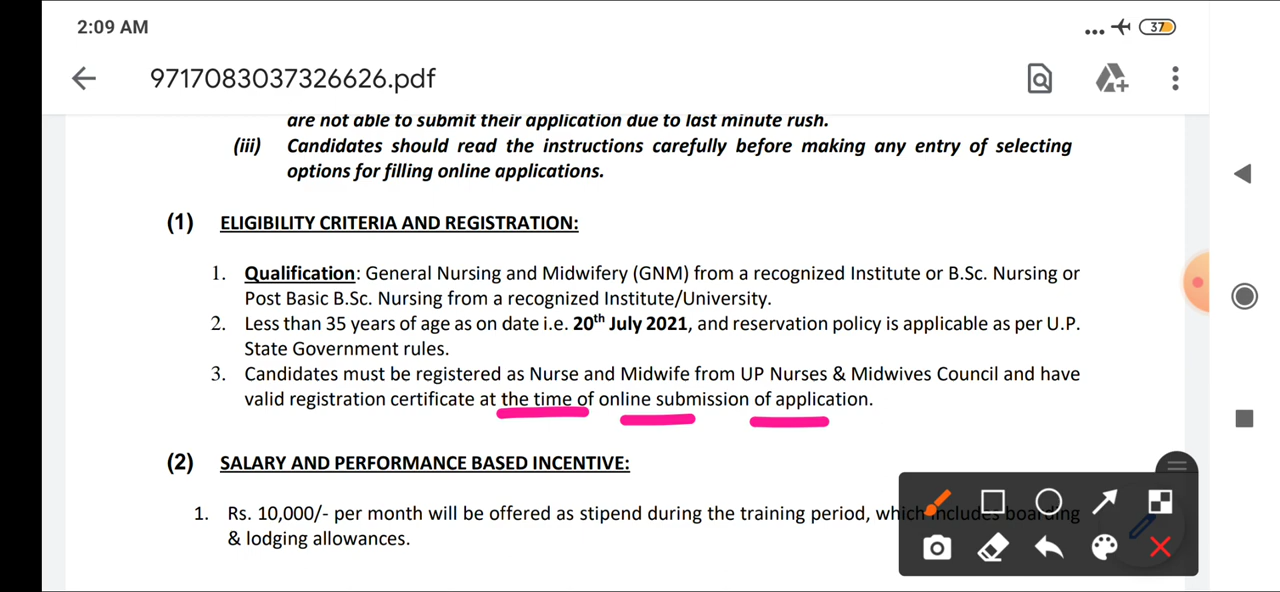 2:09 AM
37
9717083037326626.pdf
are not able to submit their application due to last minute rush.
(iii) Candidates should read the instructions carefully before making any entry of selecting
options for filling online applications.
(1) ELIGIBILITY CRITERIA AND REGISTRATION:
1. Qualification: General Nursing and Midwifery (GNM) from a recognized Institute or B.Sc. Nursing or
Post Basic B.Sc. Nursing from a recognized Institute/University.
2. Less than 35 years of age as on date i.e. 20th July 2021, and reservation policy is applicable as per U.P.
State Government rules.
3. Candidates must be registered as Nurse and Midwife from UP Nurses & Midwives Council and have
valid registration certificate at the time of online submission of application.
(2) SALARY AND PERFORMANCE BASED INCENTIVE:
1. Rs. 10,000/- per month will be offered as stipend during the training period, which includes boarding
& lodging allowances.